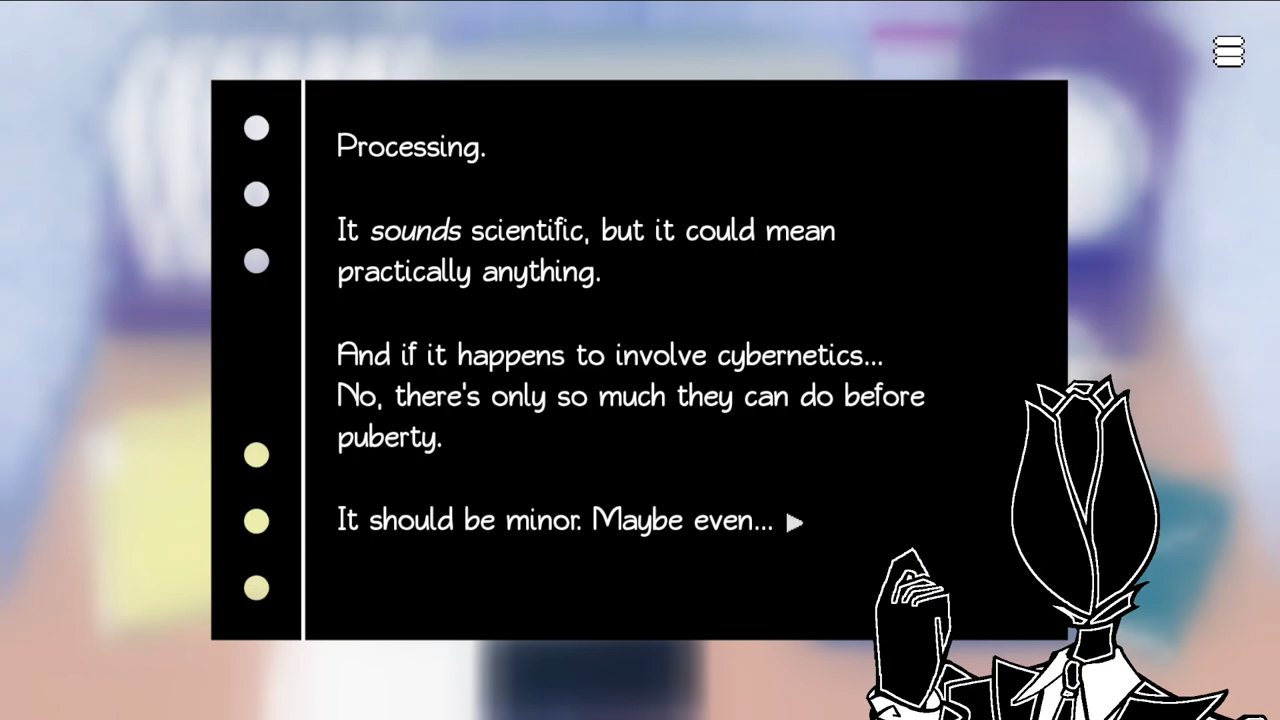 Processing.
It sounds scientific, but it could mean
practically anything.
And if it happens to involve cybernetics...
No, there's only so much they can do before
puberty.
It should be minor. Maybe even...